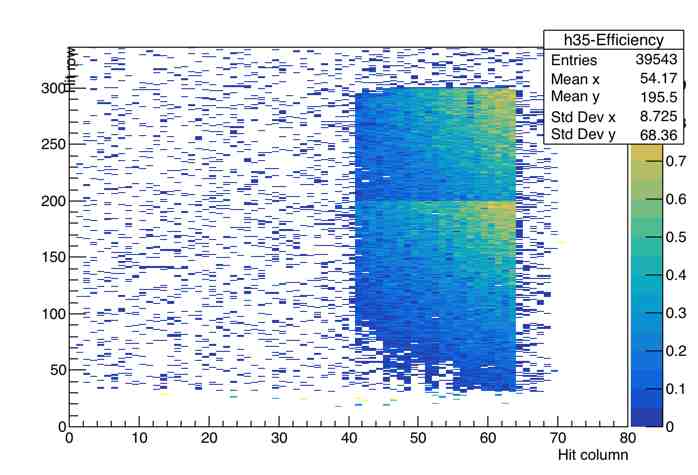 h35-Efficiency
Entries 39543
Mean x 54.17
Mean y 195.5
Std Dev x 8.725
Std Dev y 68.36
row
300
250
200
150
100
50
0
0 10 20 30 40 50 60 70 80
Hit column
0.7
0.6
0.5
0.4
0.3
0.2
0.1
0